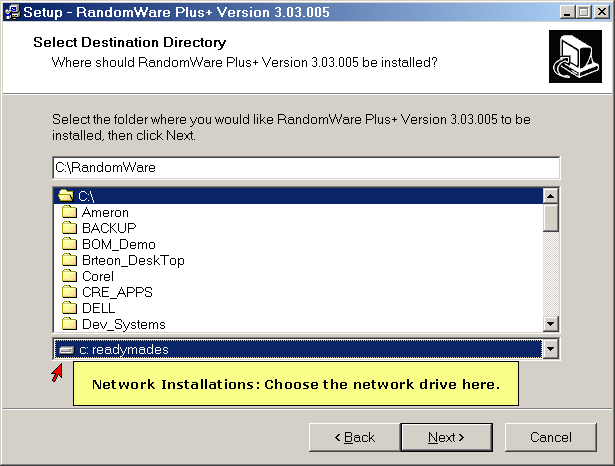 Setup - RandomWare Plus+ Version 3.03.005
Select Destination Directory
Where should RandomWare Plus+ Version 3.03.005 be installed?
Select the folder where you would like RandomWare Plus+ Version 3.03.005 to be
installed, then click Next.
C:\RandomWare
C:\
Ameron
BACKUP
BOM_Demo
Brteon_DeskTop
Corel
CRE_APPS
DELL
Dev_Systems
c: readymades
Network Installations: Choose the network drive here.
< Back
Next >
Cancel